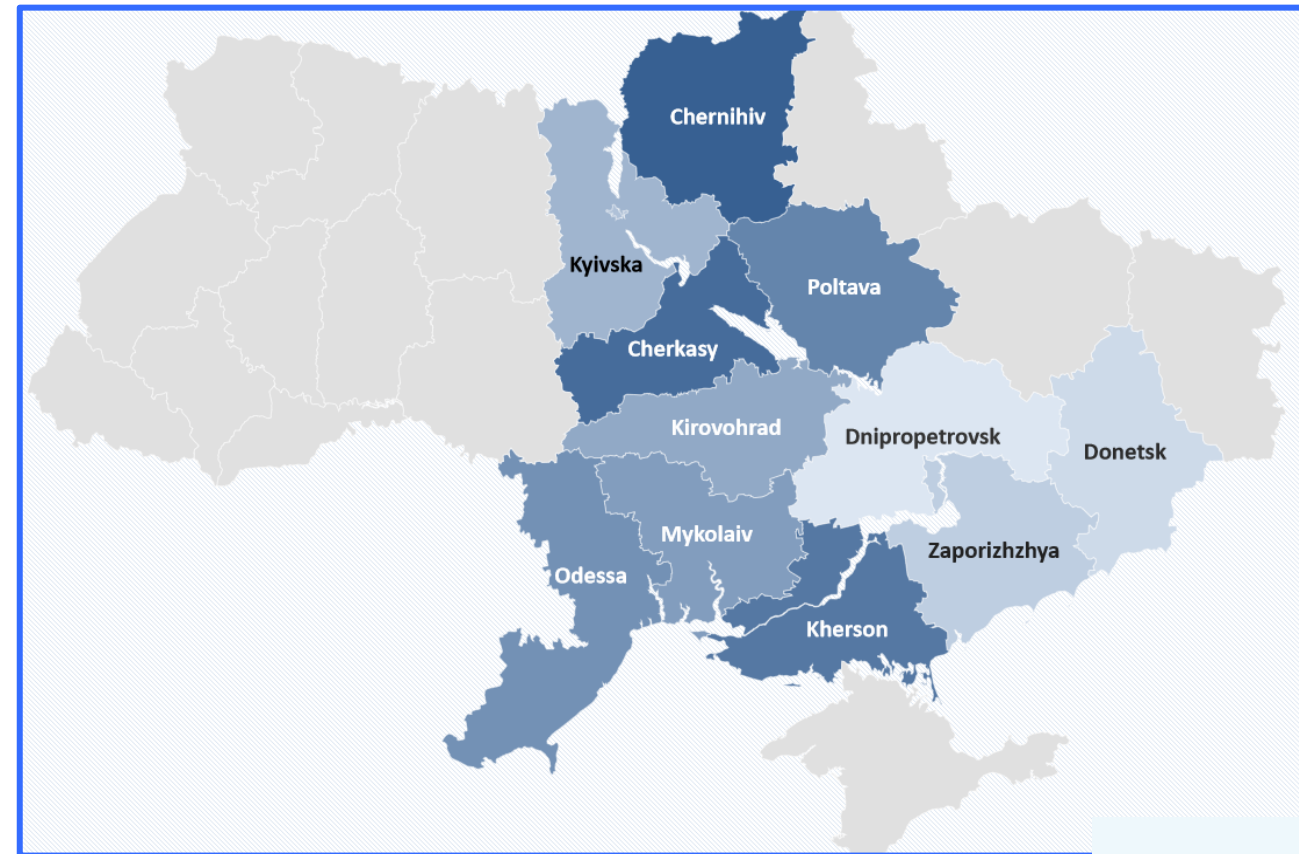 Chernihiv
Kyivska
Poltava
Cherkasy
Kirovohrad
Dnipropetrovsk
Donetsk
Mykolaiv
Zaporizhzhya
Odessa
Kherson